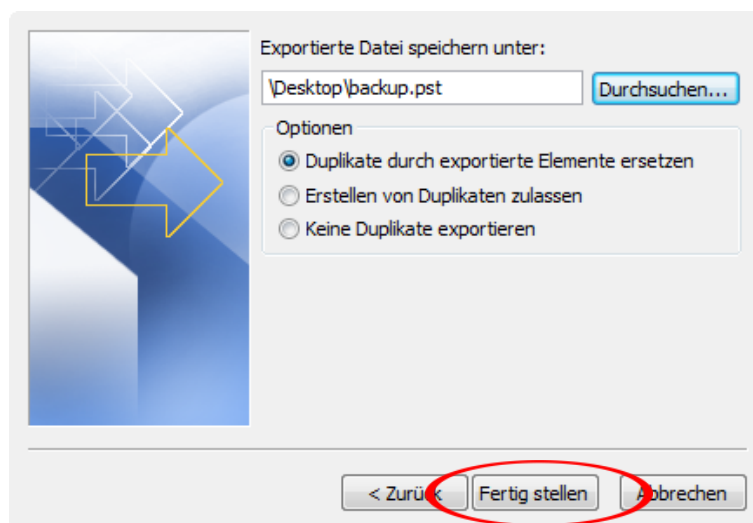 Exportierte Datei speichern unter:
\Desktop\backup.pst
Durchsuchen...
Optionen
Duplikate durch exportierte Elemente ersetzen
Erstellen von Duplikaten zulassen
Keine Duplikate exportieren
< Zurück
Fertig stellen
Abbrechen